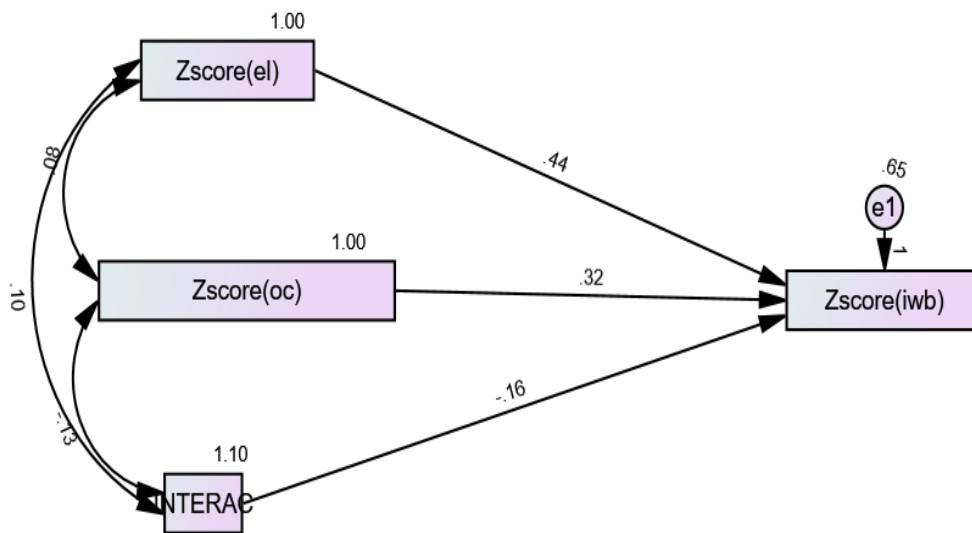 1.00
Zscore(el)
.08
.44
.65
e1
1
1.00
Zscore(oc)
.32
Zscore(iwb)
.10
-.13
-.16
1.10
INTERAC